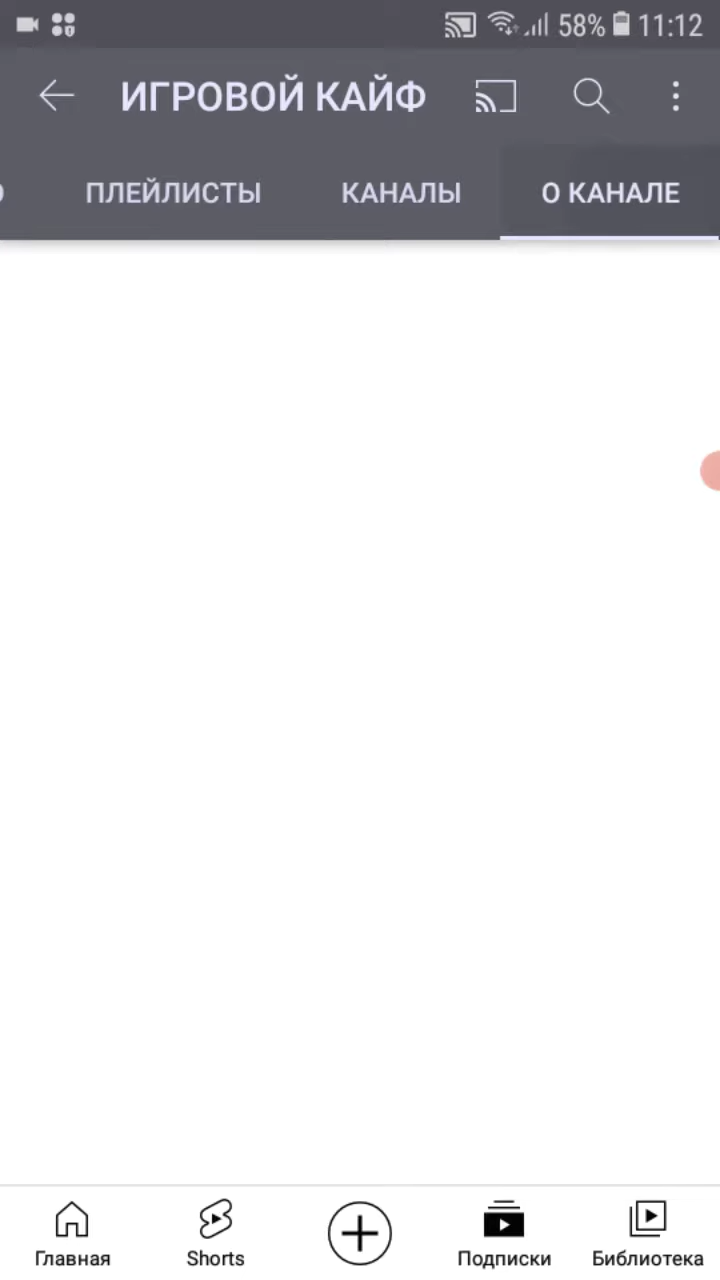 58% 11:12
ИГРОВОЙ КАЙФ
ПЛЕЙЛИСТЫ КАНАЛЫ О КАНАЛЕ
Главная Shorts Подписки Библиотека